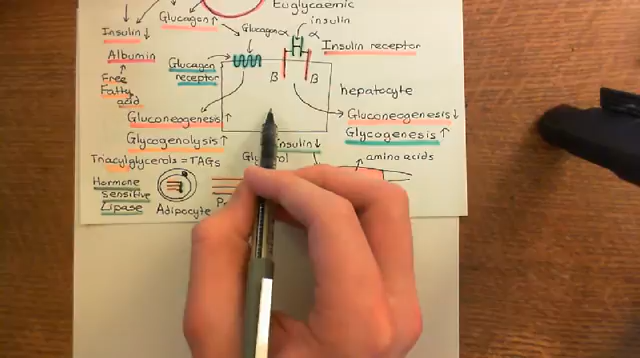 Euglycaemic
Glucagon↑
Glucagon α
insulin
α
Insulin↓
Insulin receptor
Albumin
Glucagon
receptor
β
β
Free
Fatty
acid
hepatocyte
Gluconeogenesis↑
Gluconeogenesis↓
Glycogenolysis↑
Glycogenesis↑
Insulin↓
Triacylglycerols = TAGs
amino acids
Hormone
Sensitive
Lipase
Adipocyte